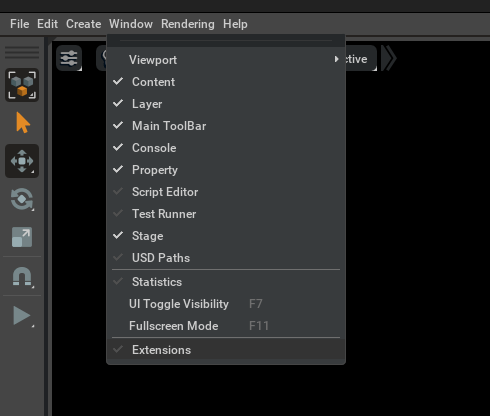 File Edit Create Window Rendering Help
ctive
Viewport
Content
Layer
Main ToolBar
Console
Property
Script Editor
Test Runner
Stage
USD Paths
Statistics
UI Toggle Visibility F7
Fullscreen Mode F11
Extensions